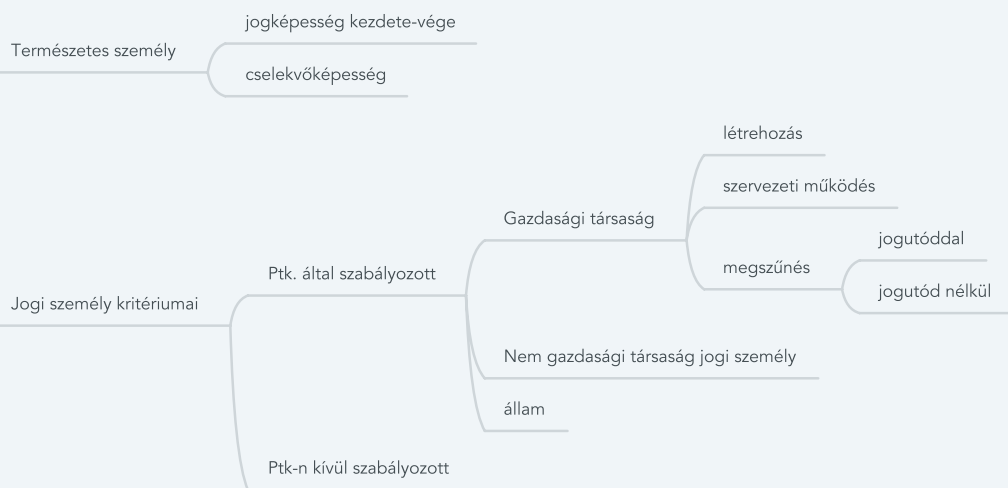 Természetes személy
jogképesség kezdete-vége
cselekvőképesség
Jogi személy kritériumai
Ptk. által szabályozott
Gazdasági társaság
létrehozás
szervezeti működés
megszűnés
jogutóddal
jogutód nélkül
Nem gazdasági társaság jogi személy
állam
Ptk-n kívül szabályozott